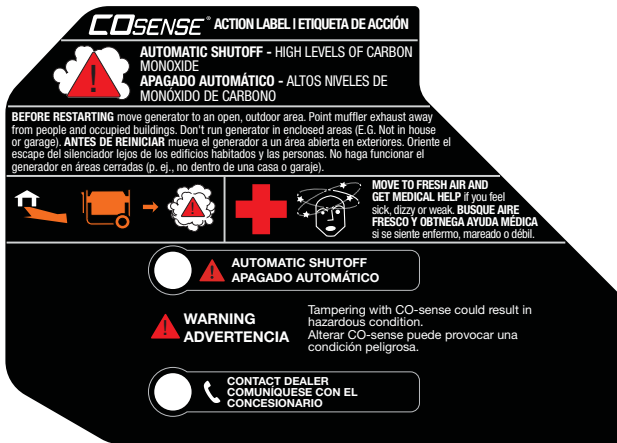 COSENSE® ACTION LABEL | ETIQUETA DE ACCIÓN
AUTOMATIC SHUTOFF - HIGH LEVELS OF CARBON
MONOXIDE
APAGADO AUTOMÁTICO - ALTOS NIVELES DE
MONÓXIDO DE CARBONO
BEFORE RESTARTING move generator to an open, outdoor area. Point muffler exhaust away
from people and occupied buildings. Don't run generator in enclosed areas (E.G. Not in house
or garage). ANTES DE REINICIAR mueva el generador a un área abierta en exteriores. Oriente el
escape del silenciador lejos de los edificios habitados y las personas. No haga funcionar el
generador en áreas cerradas (p. ej., no dentro de una casa o garaje).
MOVE TO FRESH AIR AND
GET MEDICAL HELP if you feel
sick, dizzy or weak. BUSQUE AIRE
FRESCO Y OBTNEGA AYUDA MÉDICA
si se siente enfermo, mareado o débil.
AUTOMATIC SHUTOFF
APAGADO AUTOMÁTICO
WARNING
ADVERTENCIA
Tampering with CO-sense could result in
hazardous condition.
Alterar CO-sense puede provocar una
condición peligrosa.
CONTACT DEALER
COMUNÍQUESE CON EL
CONCESIONARIO